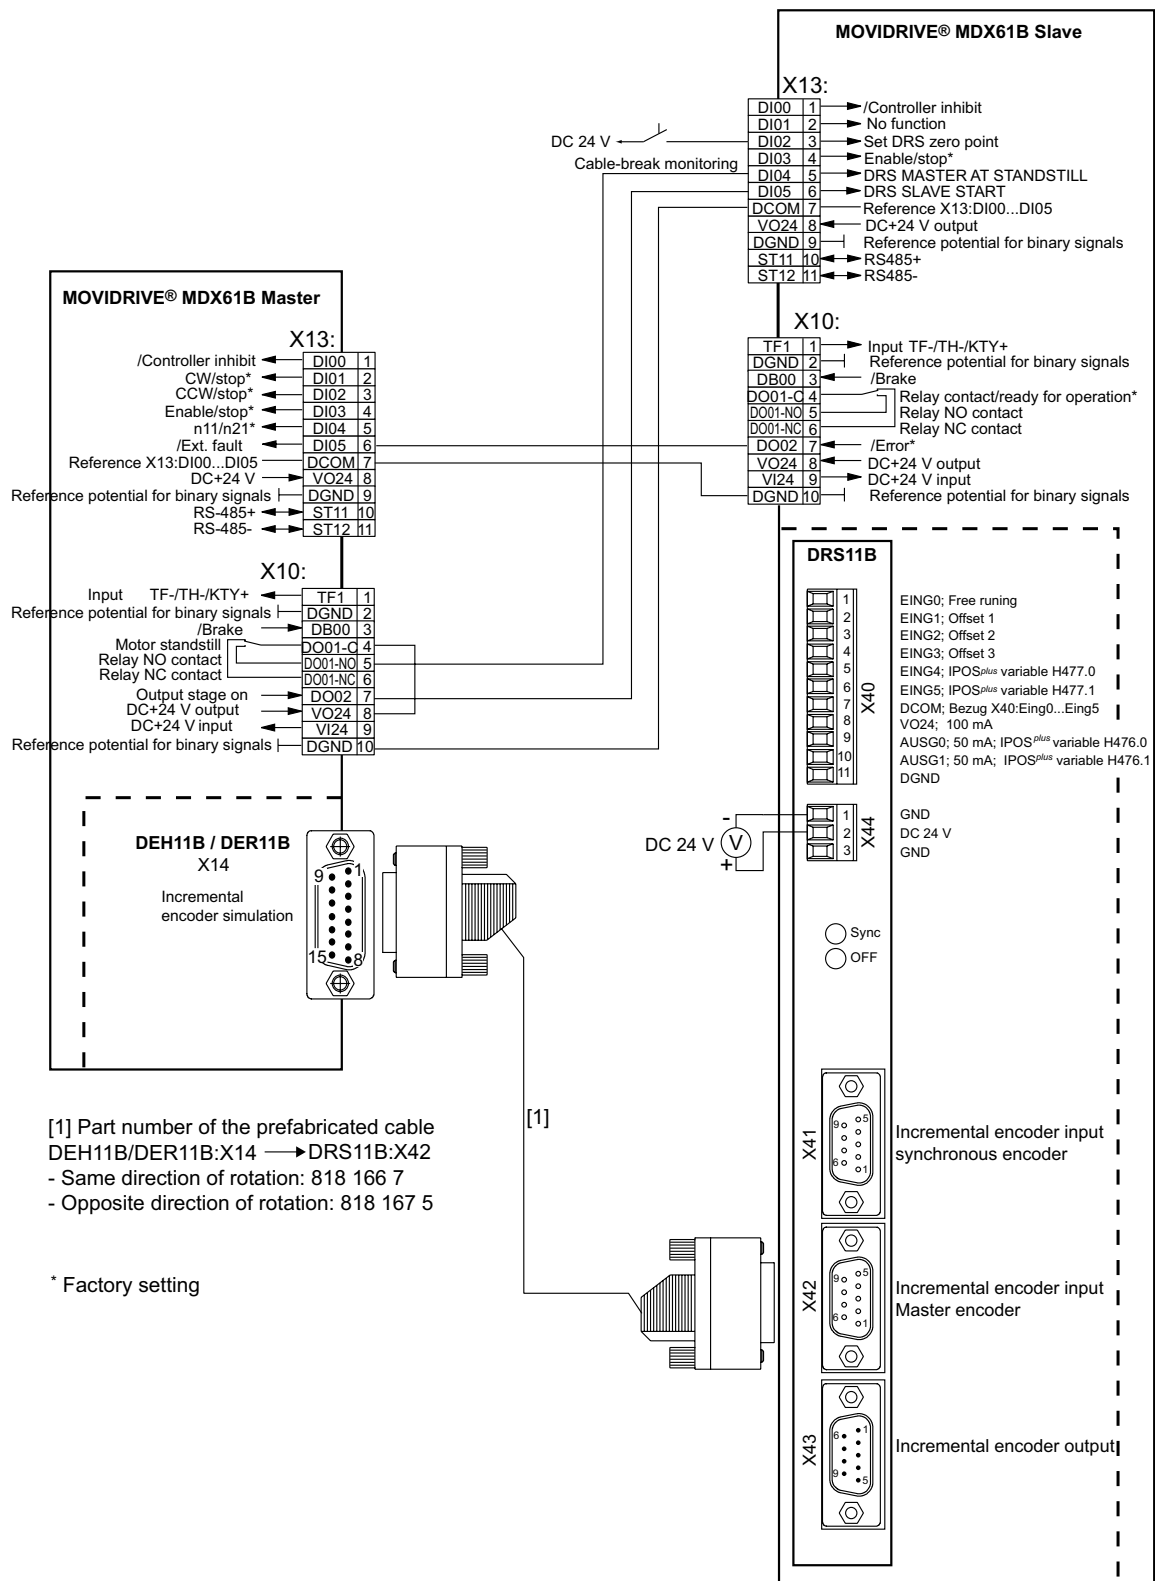 MOVIDRIVE® MDX61B Slave
X13:
DI00 1 /Controller inhibit
DI01 2 No function
DC 24 V DI02 3 Set DRS zero point
DI03 4 Enable/stop*
Cable-break monitoring DI04 5 DRS MASTER AT STANDSTILL
DI05 6 DRS SLAVE START
DCOM 7 Reference X13:DI00...DI05
VO24 8 DC+24 V output
DGND 9 Reference potential for binary signals
ST11 10 RS485+
ST12 11 RS485-
X10:
TF1 1 Input TF-/TH-/KTY+
DGND 2 Reference potential for binary signals
DB00 3 /Brake
DO01-C 4 Relay contact/ready for operation*
DO01-NO 5 Relay NO contact
DO01-NC 6 Relay NC contact
DO02 7 /Error*
VO24 8 DC+24 V output
VI24 9 DC+24 V input
DGND 10 Reference potential for binary signals
MOVIDRIVE® MDX61B Master
X13:
/Controller inhibit DI00 1
CW/stop* DI01 2
CCW/stop* DI02 3
Enable/stop* DI03 4
n11/n21* DI04 5
/Ext. fault DI05 6
Reference X13:DI00...DI05 DCOM 7
DC+24 V VO24 8
Reference potential for binary signals DGND 9
RS-485+ ST11 10
RS-485- ST12 11
X10:
Input TF-/TH-/KTY+ TF1 1
Reference potential for binary signals DGND 2
/Brake DB00 3
Motor standstill DO01-C 4
Relay NO contact DO01-NO 5
Relay NC contact DO01-NC 6
Output stage on DO02 7
DC+24 V output VO24 8
DC+24 V input VI24 9
Reference potential for binary signals DGND 10
DEH11B / DER11B
X14
Incremental
encoder simulation
9 1
15 8
DRS11B
X40
1 EING0; Free runing
2 EING1; Offset 1
3 EING2; Offset 2
4 EING3; Offset 3
5 EING4; IPOSplus variable H477.0
6 EING5; IPOSplus variable H477.1
7 DCOM; Bezug X40:Eing0...Eing5
8 VO24; 100 mA
9 AUSG0; 50 mA; IPOSplus variable H476.0
10 AUSG1; 50 mA; IPOSplus variable H476.1
11 DGND
X44
1 GND
2 DC 24 V
3 GND
-
DC 24 V V
+
Sync
OFF
X41
9 5
6 1
Incremental encoder input
synchronous encoder
X42
9 5
6 1
Incremental encoder input
Master encoder
X43
6 1
9 5
Incremental encoder output
[1]
[1] Part number of the prefabricated cable
DEH11B/DER11B:X14 → DRS11B:X42
- Same direction of rotation: 818 166 7
- Opposite direction of rotation: 818 167 5
* Factory setting